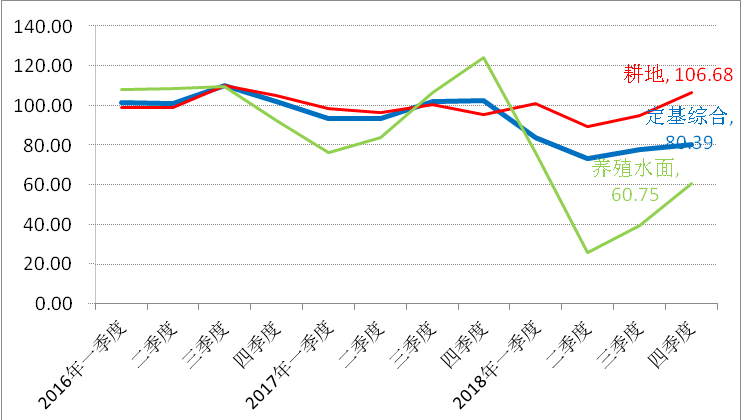 140.00
120.00
100.00
80.00
60.00
40.00
20.00
0.00
耕地, 106.68
定基综合,
80.39
养殖水面,
60.75
2016年一季度
二季度
三季度
四季度
2017年一季度
二季度
三季度
四季度
2018年一季度
二季度
三季度
四季度